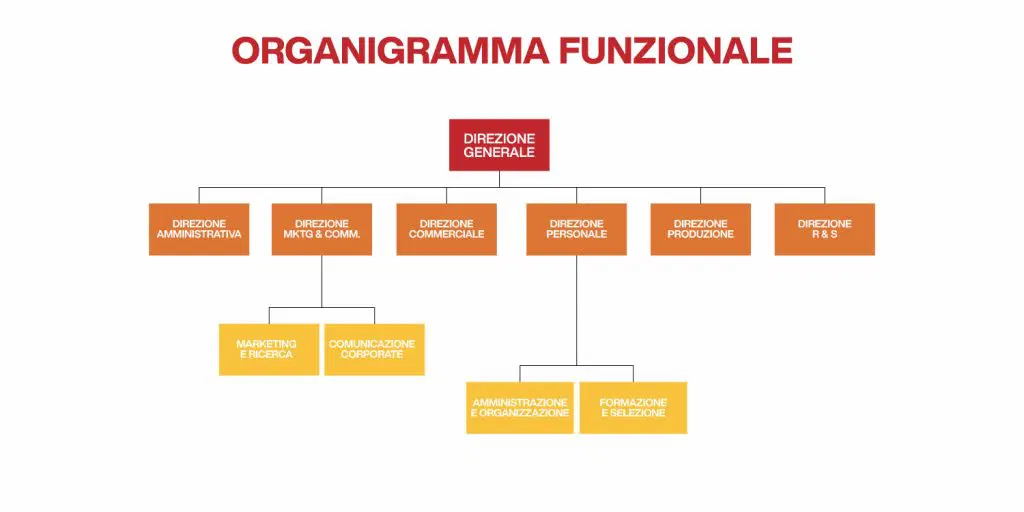 ORGANIGRAMMA FUNZIONALE
DIREZIONE
GENERALE
DIREZIONE
AMMINISTRATIVA
DIREZIONE
MKTG & COMM.
DIREZIONE
COMMERCIALE
DIREZIONE
PERSONALE
DIREZIONE
PRODUZIONE
DIREZIONE
R & S
MARKETING
E RICERCA
COMUNICAZIONE
CORPORATE
AMMINISTRAZIONE
E ORGANIZZAZIONE
FORMAZIONE
E SELEZIONE